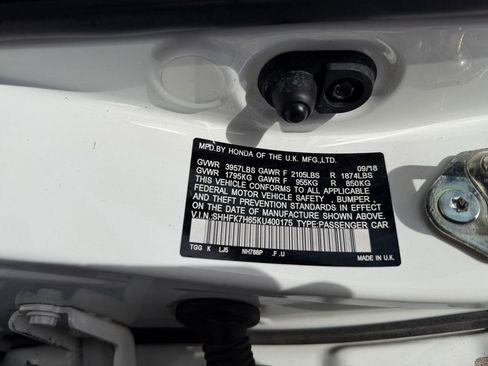 MPD.BY HONDA OF THE U.K.MFG.,LTD.
09/18
GVWR 3957LBS GAWR F 2105LBS R 1874LBS
GVWR 1795KG GAWR F 955KG R 850KG
THIS VEHICLE CONFORMS TO ALL APPLICABLE
FEDERAL MOTOR VEHICLE SAFETY , BUMPER ,
AND THEFT PREVENTION STANDARDS IN EFFECT ON
THE DATE OF MANUFACTURE SHOWN ABOVE.
V.I.N.:SHHFK7H65KU400175 TYPE:PASSENGER CAR
TGG K LJ5 NH788P .F.U
MADE IN U.K.